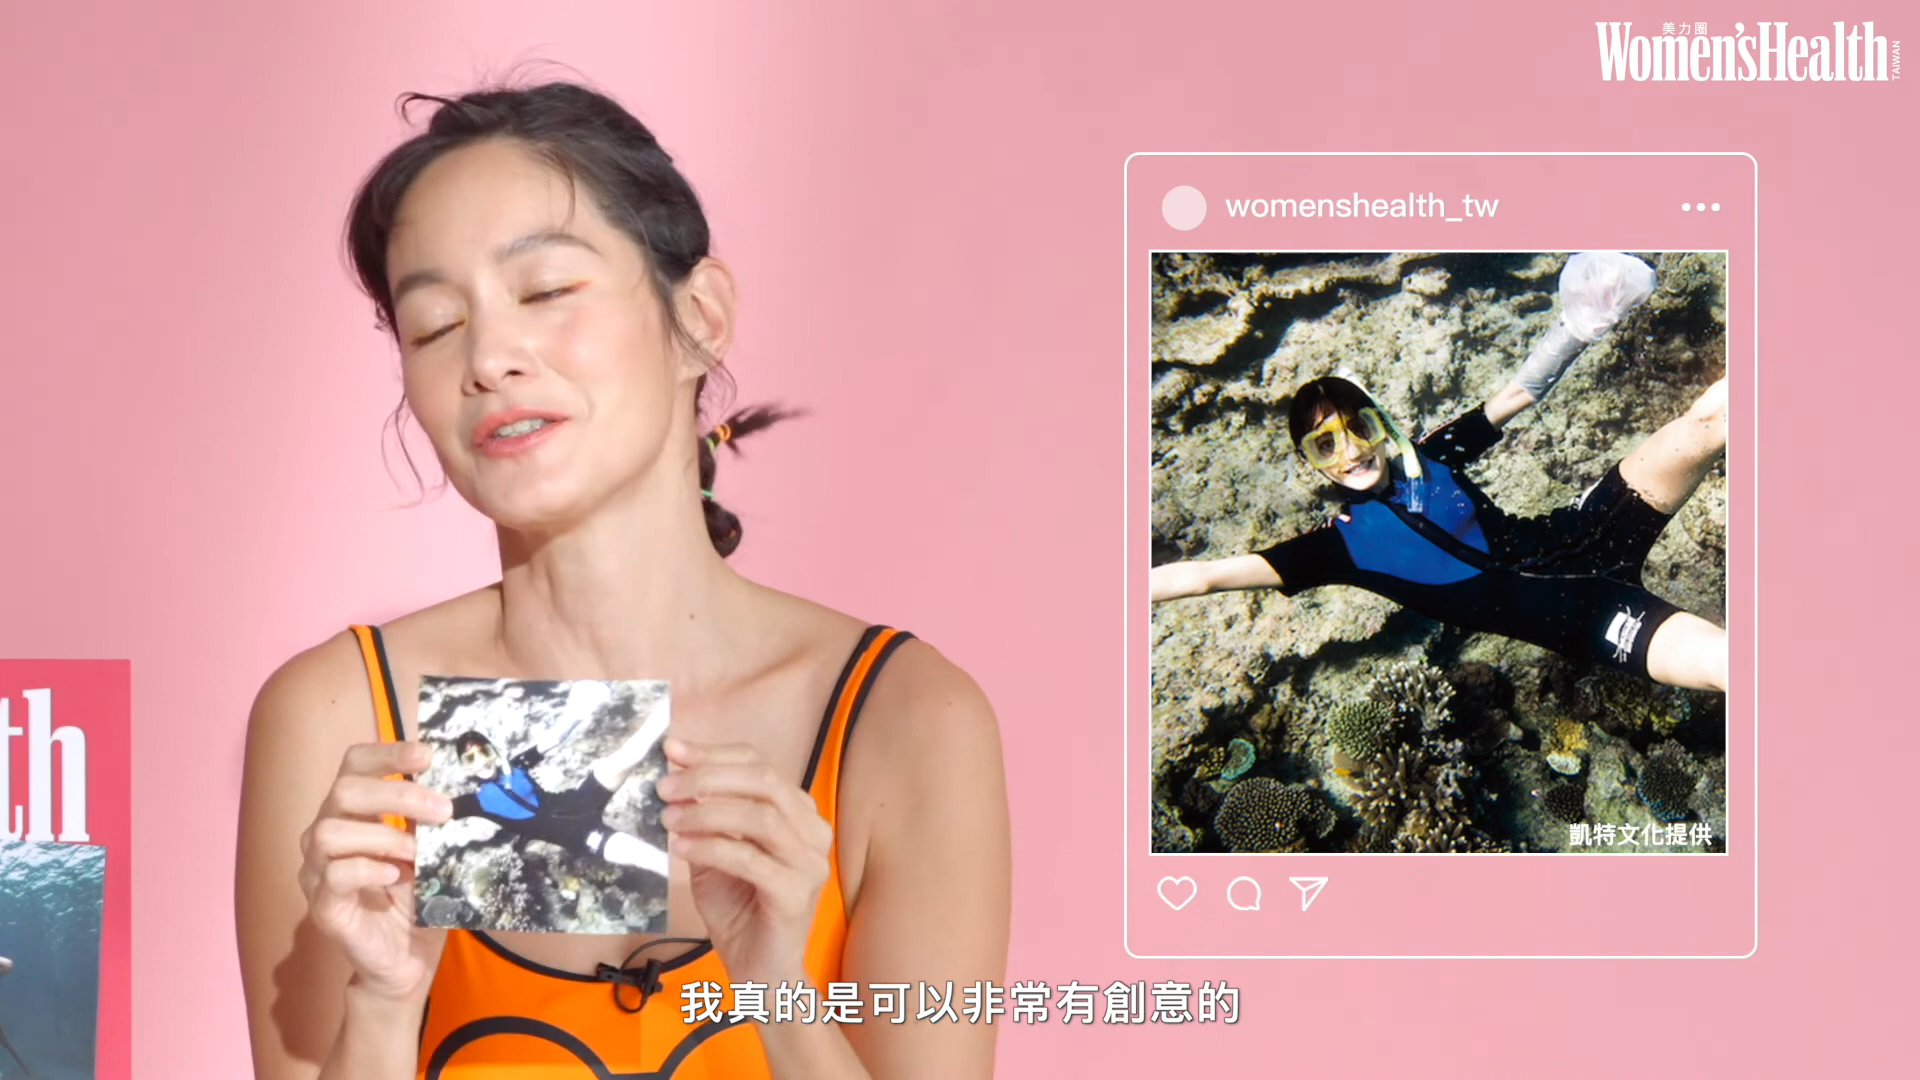 美力圈
Women'sHealth
TAIWAN
womenshealth_tw
凱特文化提供
th
我真的是可以非常有創意的